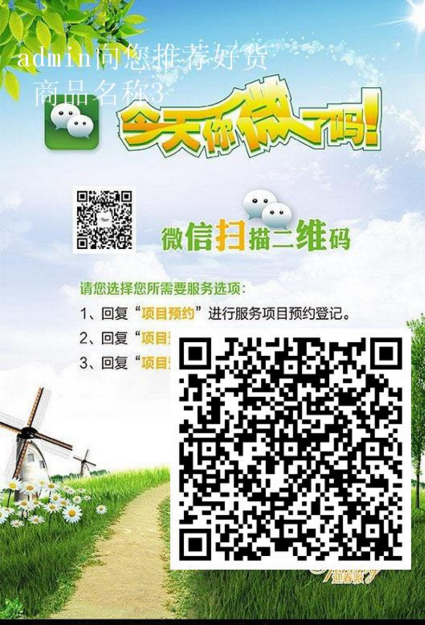 admin向您推荐好货
商品名称3
今天你微了吗!
微信扫描二维码
请您选择您所需要服务选项:
1、回复“项目预约”进行服务项目预约登记。
2、回复“项目
3、回复“项目